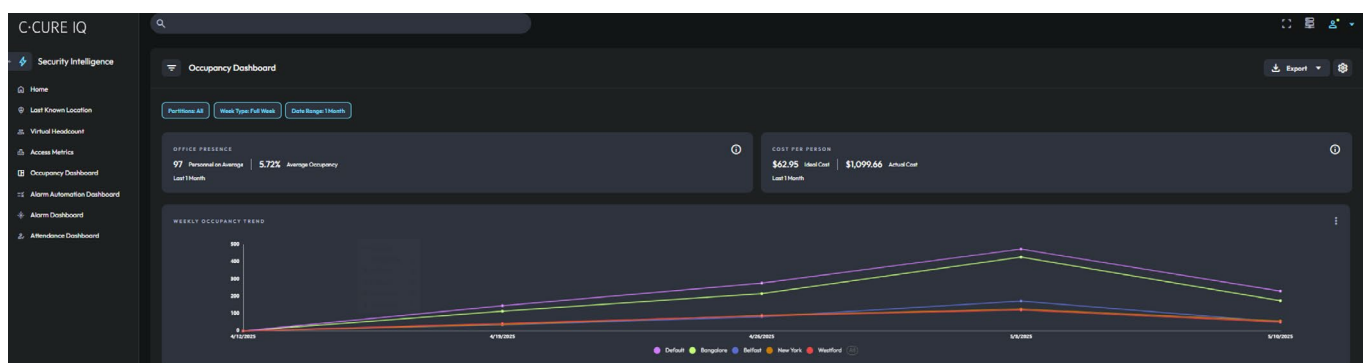 C•CURE IQ
Security Intelligence
Home
Last Known Location
Virtual Headcount
Access Metrics
Occupancy Dashboard
Alarm Automation Dashboard
Alarm Dashboard
Attendance Dashboard
Occupancy Dashboard
Export
Partitions: All Week Type: Full Week Date Range: 1 Month
OFFICE PRESENCE
97 Personnel on Average 5.72% Average Occupancy
Last 1 Month
COST PER PERSON
$62.95 Ideal Cost $1,099.66 Actual Cost
Last 1 Month
WEEKLY OCCUPANCY TREND
500
400
300
200
100
0
4/12/2025 4/19/2025 4/26/2025 5/3/2025 5/10/2025
Default Bangalore Belfast New York Westford All